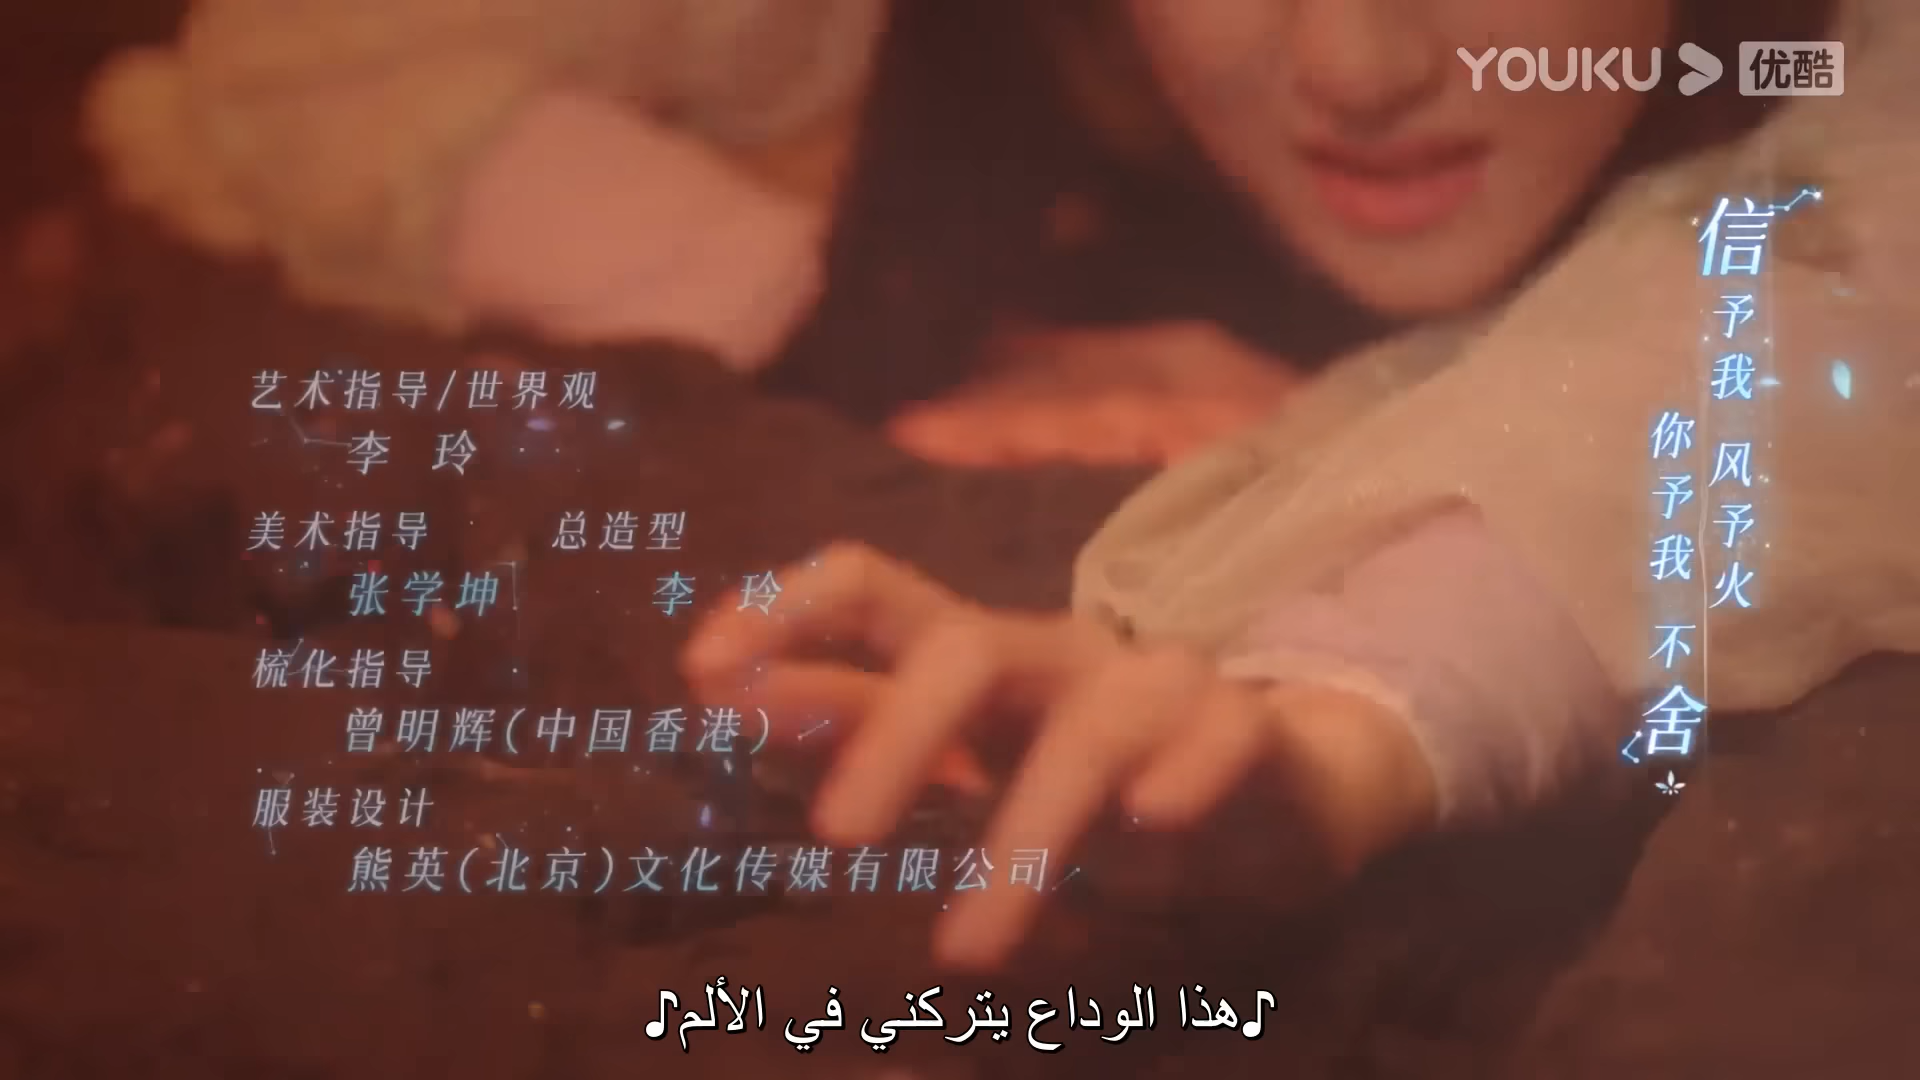 YOUKU 优酷
信予我 风予火
你予我 不舍
艺术指导/世界观
李 玲
美术指导 总造型
张学坤 李 玲
梳化指导
曾明辉(中国香港)
服装设计
熊英(北京)文化传媒有限公司
♪هذا الوداع يتركني في الألم♪